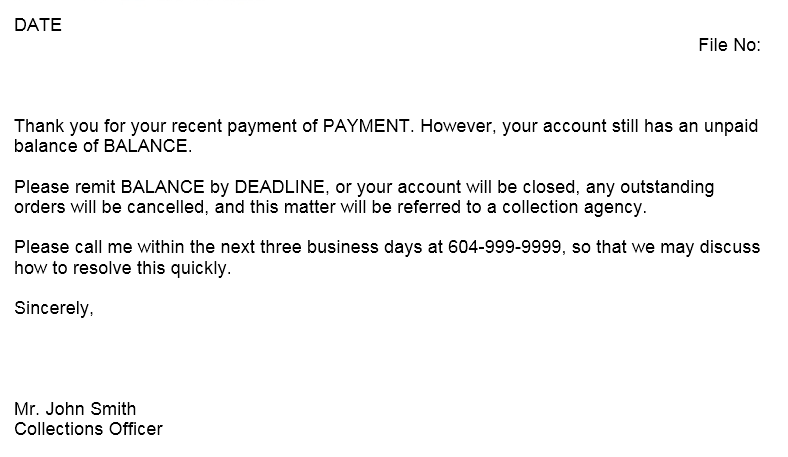 DATE
File No:
Thank you for your recent payment of PAYMENT. However, your account still has an unpaid
balance of BALANCE.
Please remit BALANCE by DEADLINE, or your account will be closed, any outstanding
orders will be cancelled, and this matter will be referred to a collection agency.
Please call me within the next three business days at 604-999-9999, so that we may discuss
how to resolve this quickly.
Sincerely,
Mr. John Smith
Collections Officer